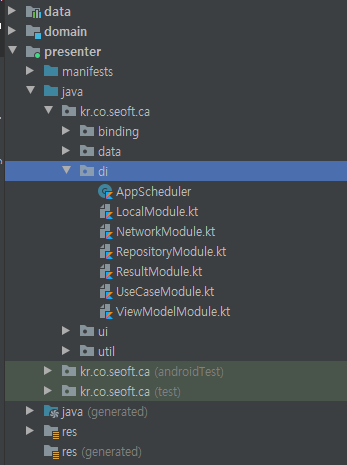 data
domain
presenter
manifests
java
kr.co.seoft.ca
binding
data
di
AppScheduler
LocalModule.kt
NetworkModule.kt
RepositoryModule.kt
ResultModule.kt
UseCaseModule.kt
ViewModelModule.kt
ui
util
kr.co.seoft.ca (androidTest)
kr.co.seoft.ca (test)
java (generated)
res
res (generated)